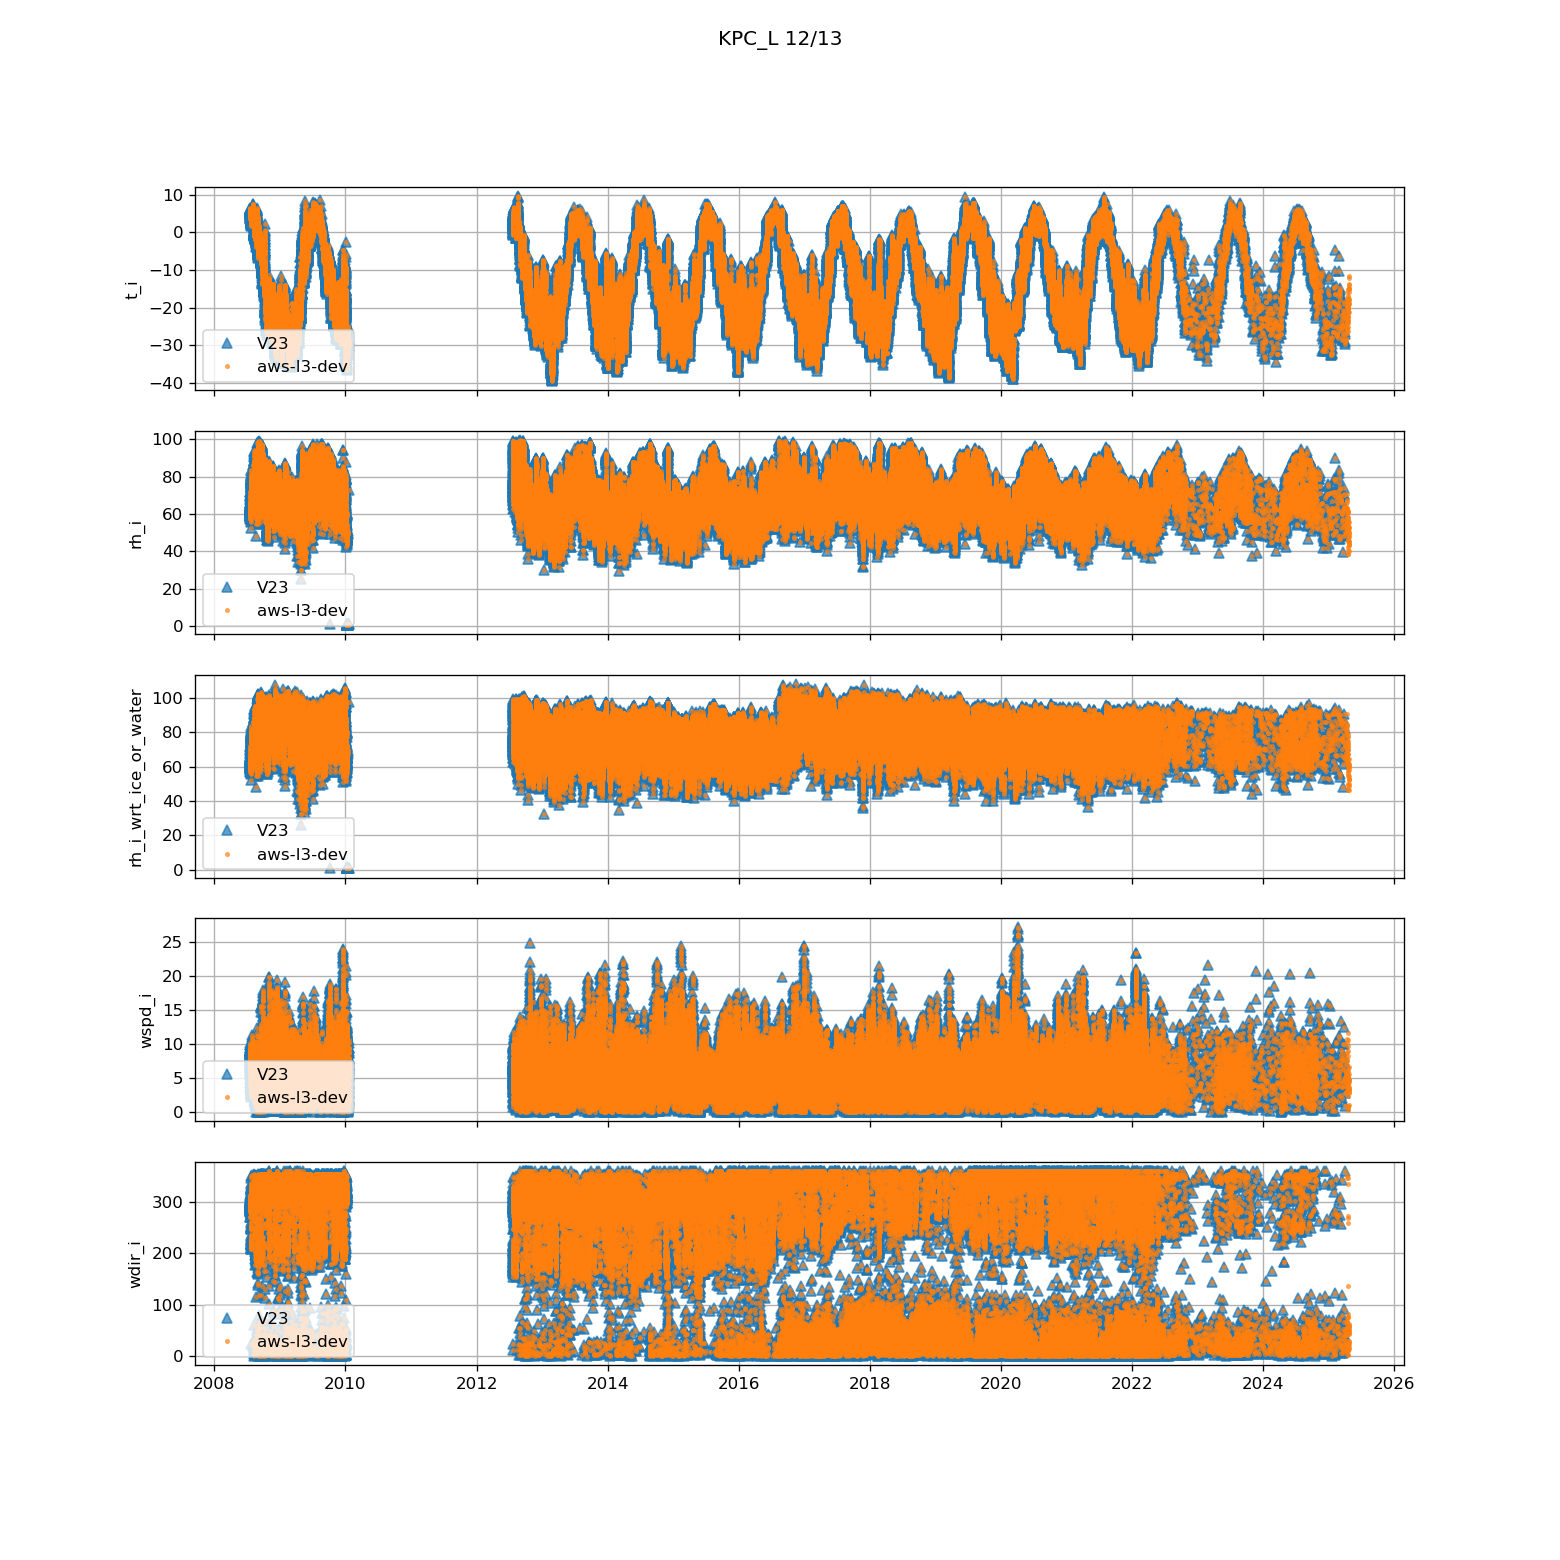 KPC_L 12/13
10
0
−10
−20
−30
−40
t_i
V23
aws-l3-dev
100
80
60
40
20
0
rh_i
V23
aws-l3-dev
100
80
60
40
20
0
rh_i_wrt_ice_or_water
V23
aws-l3-dev
25
20
15
10
5
0
wspd_i
V23
aws-l3-dev
300
200
100
0
wdir_i
V23
aws-l3-dev
2008 2010 2012 2014 2016 2018 2020 2022 2024 2026